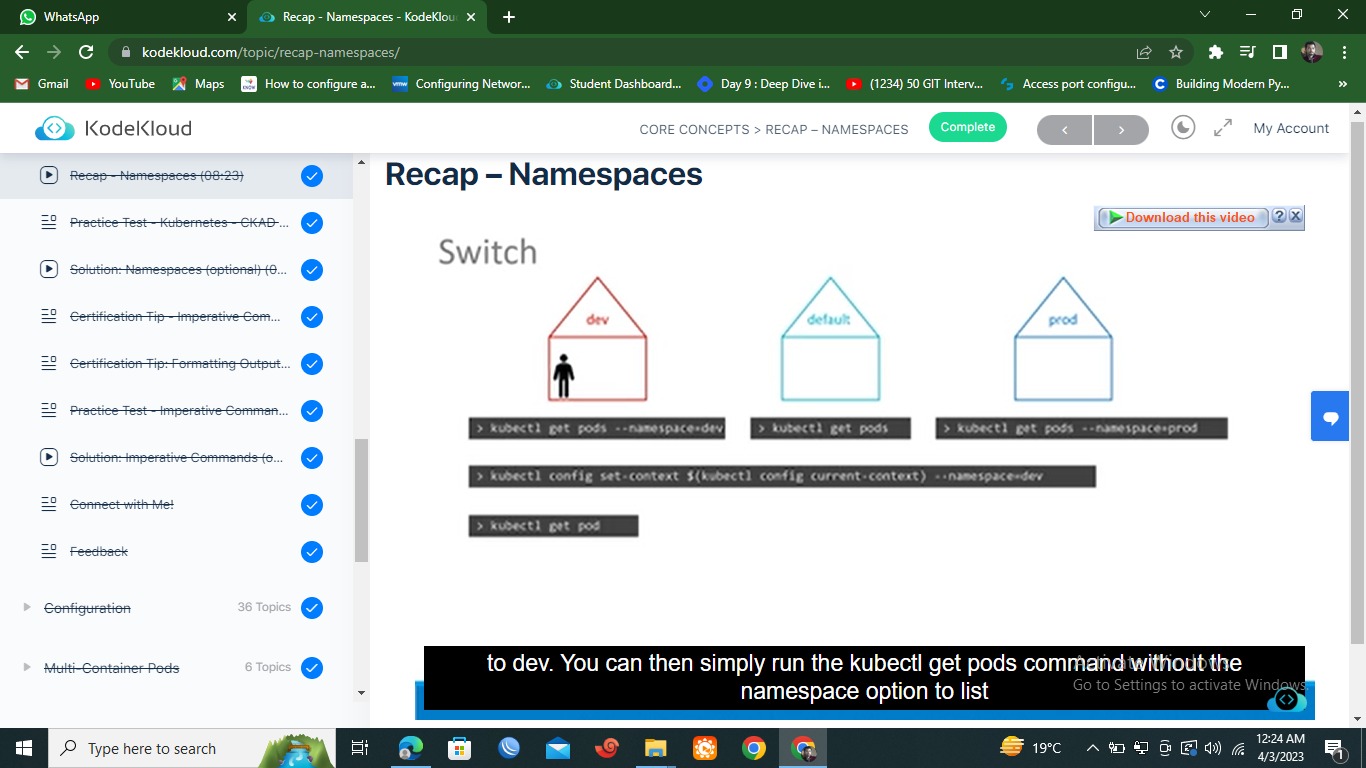 WhatsApp
Recap - Namespaces - KodeKlou
kodekloud.com/topic/recap-namespaces/
Gmail
YouTube
Maps
How to configure a...
Configuring Networ...
Student Dashboard...
Day 9 : Deep Dive i...
(1234) 50 GIT Interv...
Access port configu...
Building Modern Py...
»
KodeKloud
CORE CONCEPTS > RECAP – NAMESPACES
Complete
My Account
Recap - Namespaces (08:23)
Practice Test - Kubernetes - CKAD ...
Solution: Namespaces (optional) (0...
Certification Tip - Imperative Com...
Certification Tip: Formatting Output...
Practice Test - Imperative Comman...
Solution: Imperative Commands (o...
Connect with Me!
Feedback
Configuration 36 Topics
Multi-Container Pods 6 Topics
Recap – Namespaces
Download this video ? X
Switch
dev
default
prod
> kubectl get pods --namespace=dev
> kubectl get pods
> kubectl get pods --namespace=prod
> kubectl config set-context $(kubectl config current-context) --namespace=dev
> kubectl get pod
to dev. You can then simply run the kubectl get pods command without the
namespace option to list
Activate Windows
Go to Settings to activate Windows.
Type here to search
19°C
12:24 AM
4/3/2023
1